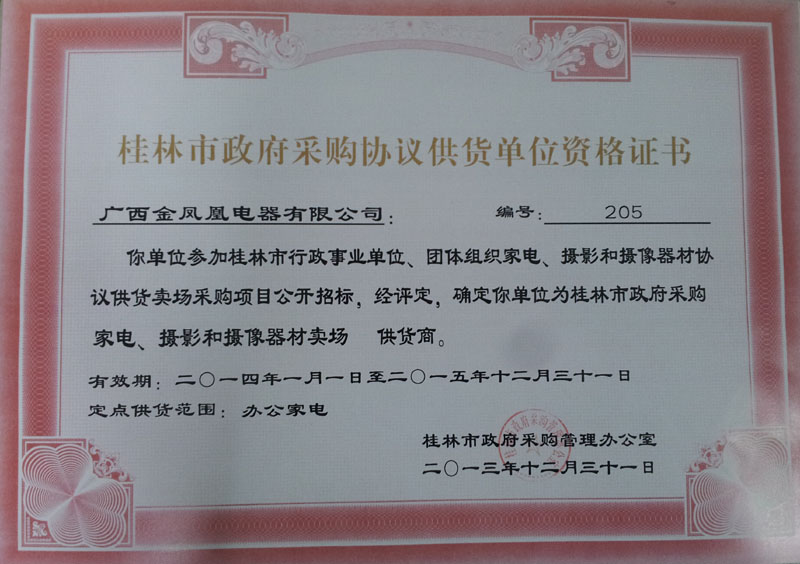 桂林市政府采购协议供货单位资格证书
广西金凤凰电器有限公司： 编号：205
你单位参加桂林市行政事业单位、团体组织家电、摄影和摄像器材协
议供货卖场采购项目公开招标，经评定，确定你单位为桂林市政府采购
家电、摄影和摄像器材卖场 供货商。
有效期：二〇一四年一月一日至二〇一五年十二月三十一日
定点供货范围：办公家电
桂林市政府采购管理办公室
二〇一三年十二月三十一日